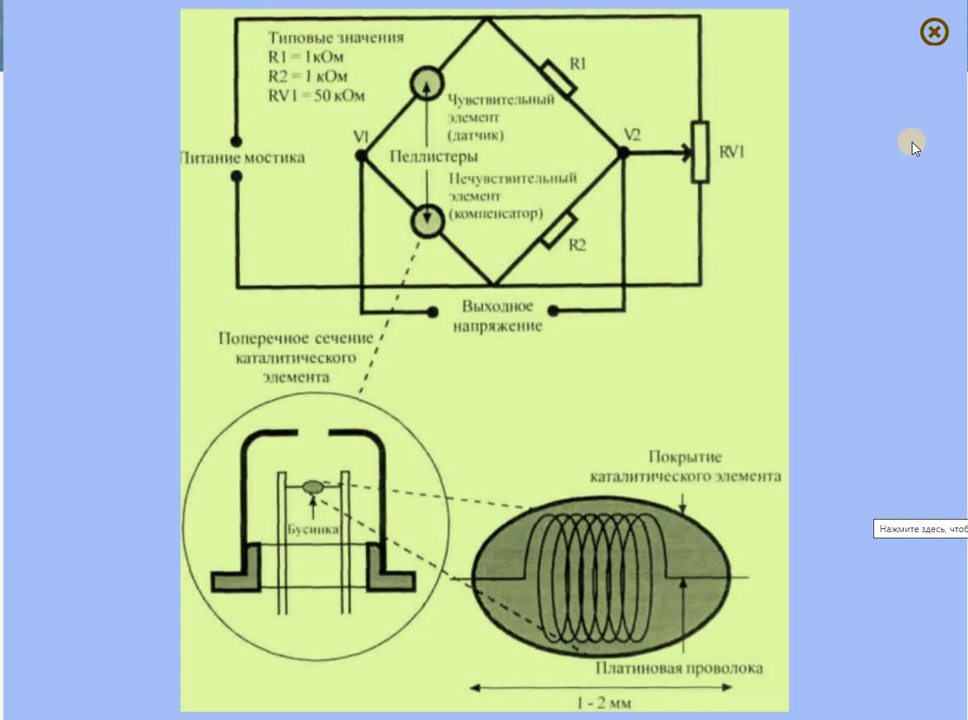 Типовые значения
R1 = 1кОм
R2 = 1 кОм
RV1 = 50 кОм
R1
Чувствительный
элемент
(датчик)
V1
V2
Питание мостика
Пеллистеры
RV1
Нечувствительный
элемент
(компенсатор)
R2
Выходное
напряжение
Поперечное сечение
каталитического
элемента
Покрытие
каталитического элемента
Бусинка
Нажмите здесь, чтоб
Платиновая проволока
1 - 2 мм